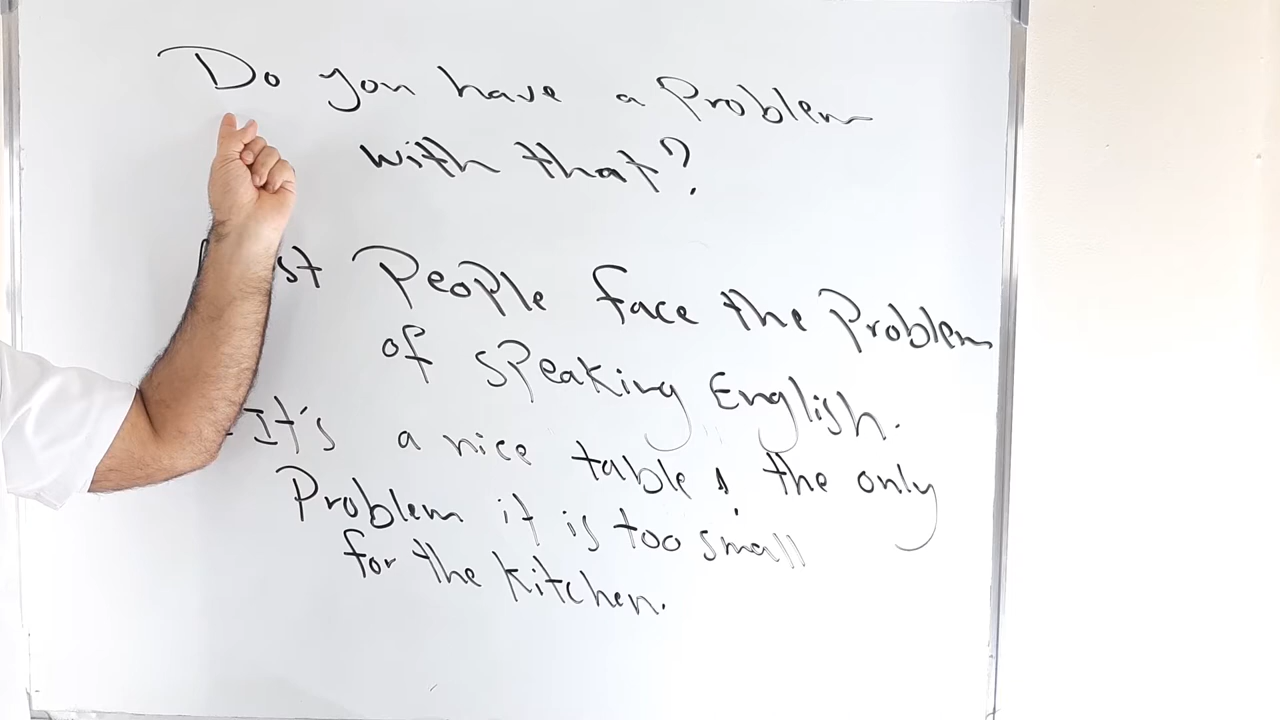 Do you have a Problem
with that?
st People face the Problem
of speaking English.
- It's a nice table, the only
Problem it is too small
for the kitchen.